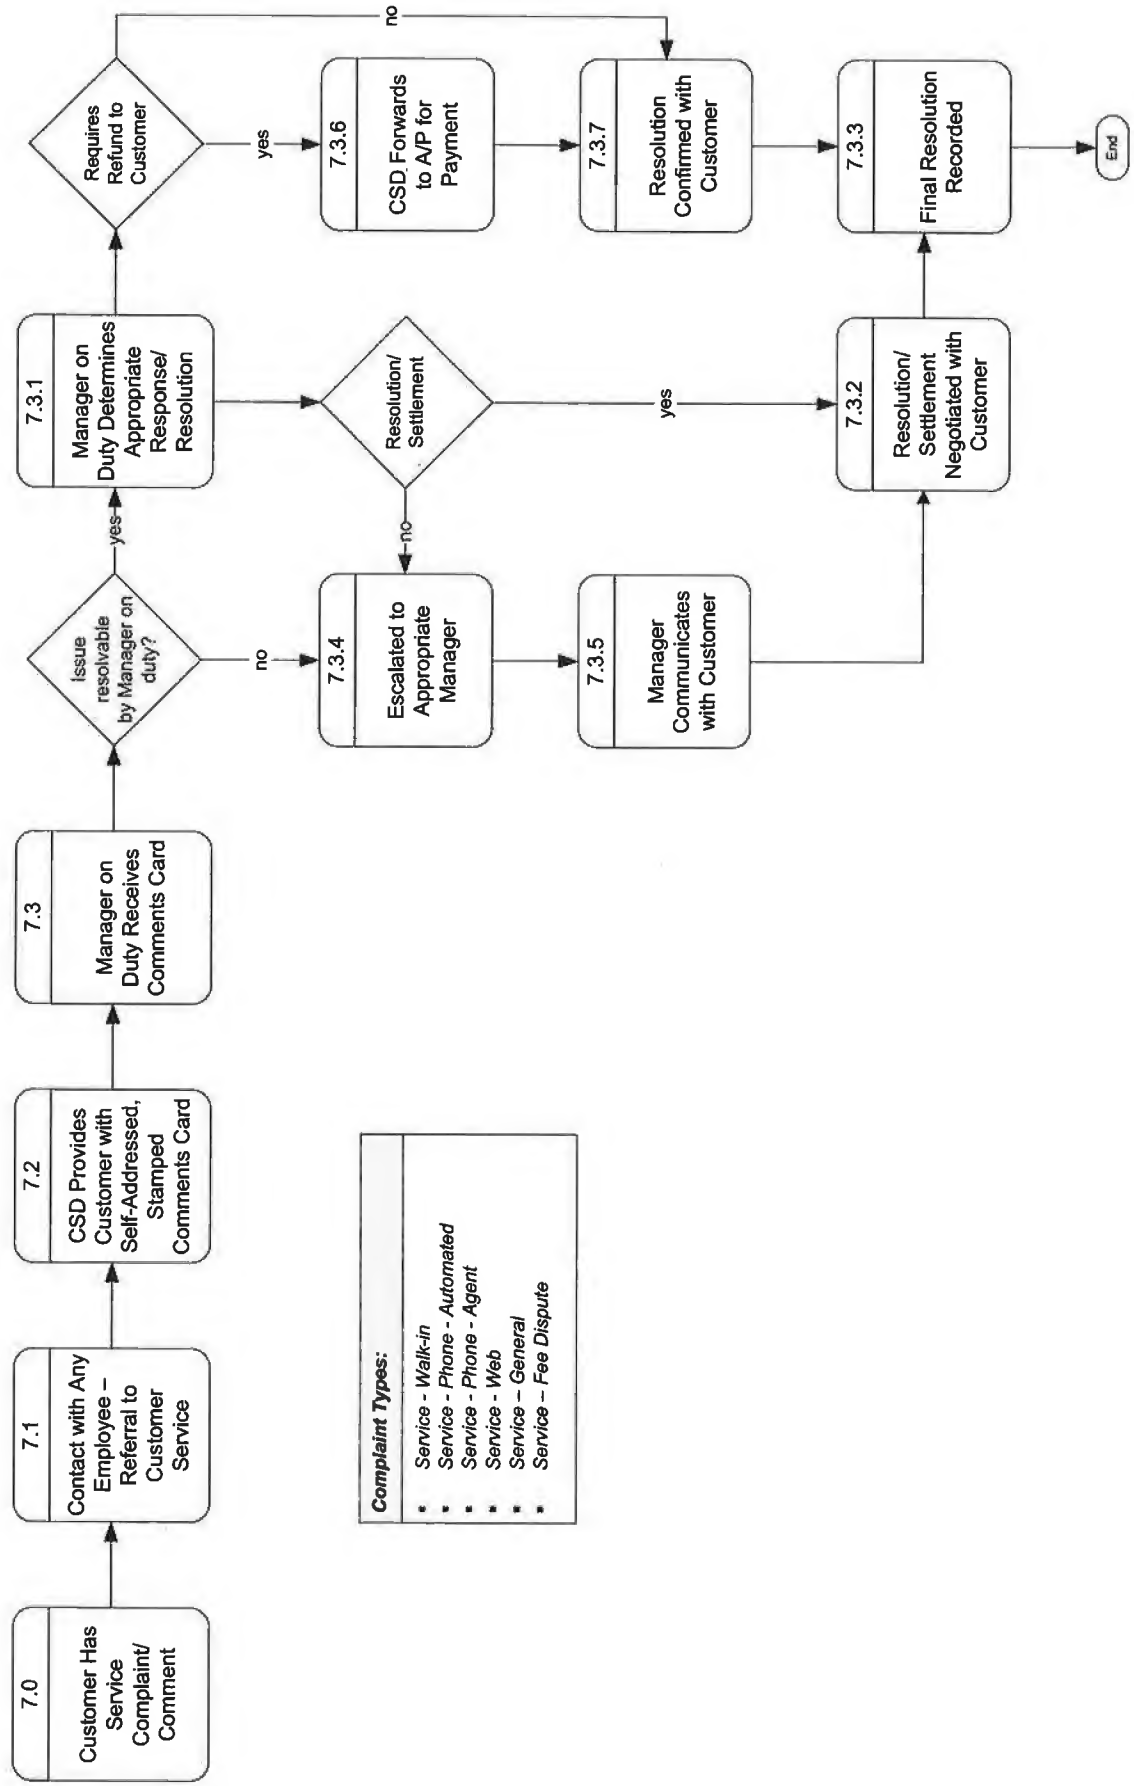 7.0
Customer Has
Service
Complaint/
Comment
7.1
Contact with Any
Employee –
Referral to
Customer
Service
7.2
CSD Provides
Customer with
Self-Addressed,
Stamped
Comments Card
7.3
Manager on
Duty Receives
Comments Card
Issue
resolvable
by Manager on
duty?
yes
no
7.3.1
Manager on
Duty Determines
Appropriate
Response/
Resolution
Requires
Refund to
Customer
no
yes
7.3.4
Escalated to
Appropriate
Manager
no
Resolution/
Settlement
yes
7.3.6
CSD Forwards
to A/P for
Payment
7.3.5
Manager
Communicates
with Customer
7.3.7
Resolution
Confirmed with
Customer
7.3.2
Resolution/
Settlement
Negotiated with
Customer
7.3.3
Final Resolution
Recorded
End
Complaint Types:
▪ Service - Walk-in
▪ Service - Phone - Automated
▪ Service - Phone - Agent
▪ Service - Web
▪ Service – General
▪ Service – Fee Dispute